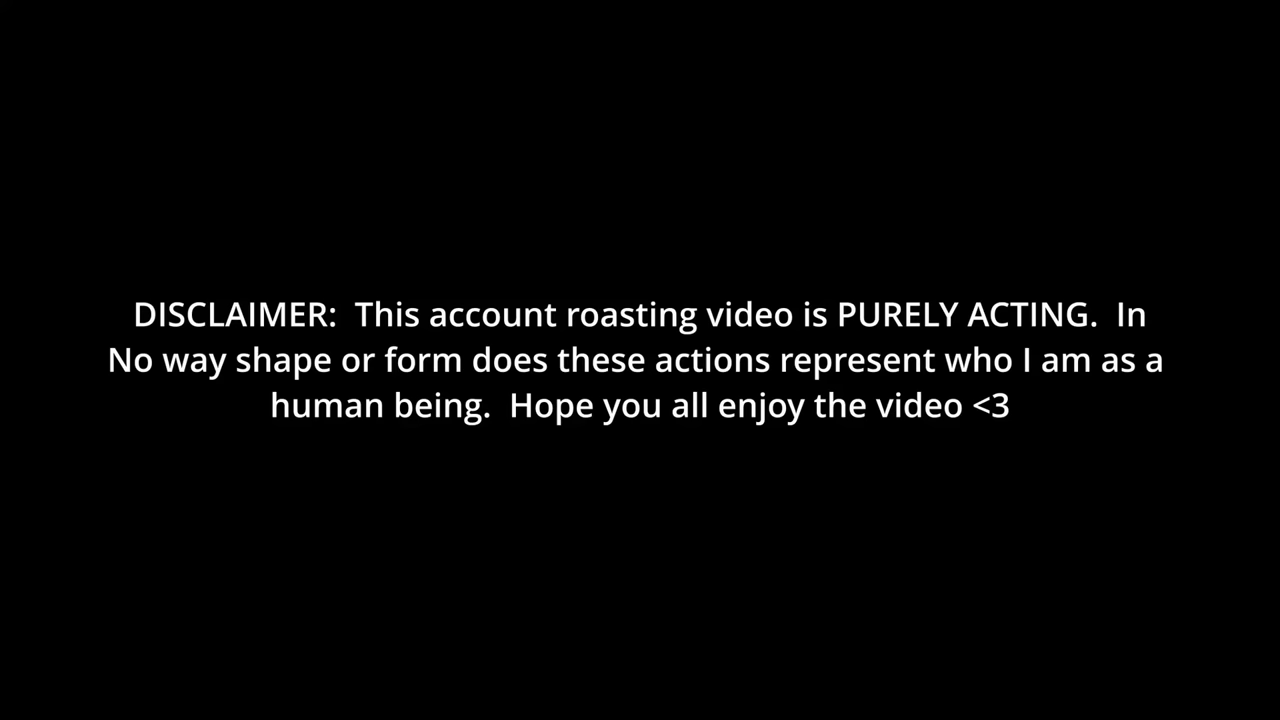 DISCLAIMER:  This account roasting video is PURELY ACTING.  In
No way shape or form does these actions represent who I am as a
human being.  Hope you all enjoy the video <3